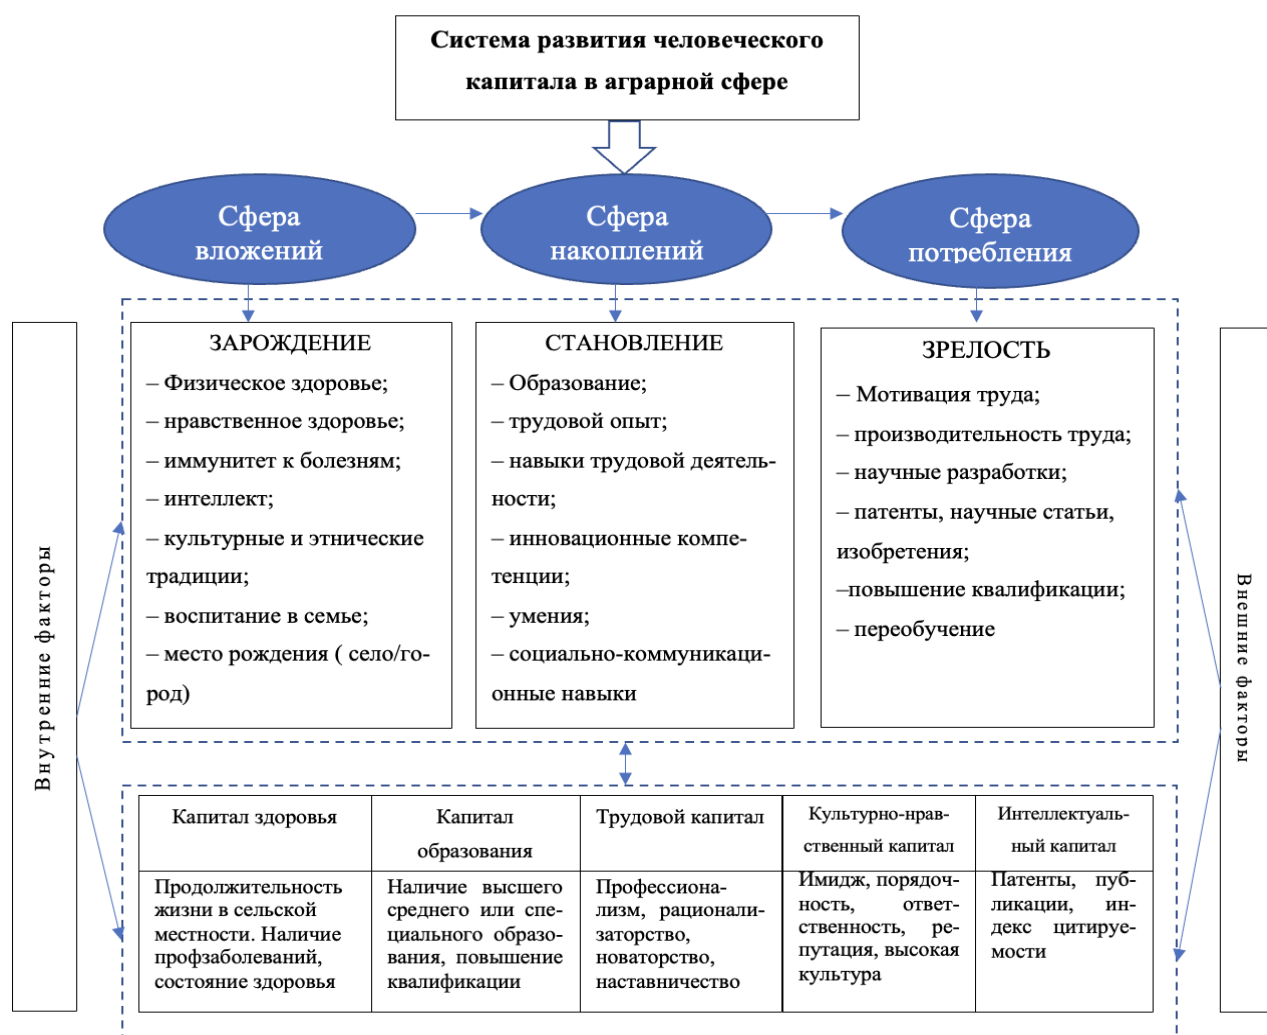 Система развития человеческого
капитала в аграрной сфере
Сфера
вложений
Сфера
накоплений
Сфера
потребления
Внутренние факторы
ЗАРОЖДЕНИЕ
– Физическое здоровье;
– нравственное здоровье;
– иммунитет к болезням;
– интеллект;
– культурные и этнические
традиции;
– воспитание в семье;
– место рождения ( село/го-
род)
СТАНОВЛЕНИЕ
– Образование;
– трудовой опыт;
– навыки трудовой деятель-
ности;
– инновационные компе-
тенции;
– умения;
– социально-коммуникаци-
онные навыки
ЗРЕЛОСТЬ
– Мотивация труда;
– производительность труда;
– научные разработки;
– патенты, научные статьи,
изобретения;
–повышение квалификации;
– переобучение
Внешние факторы
Капитал здоровья
Капитал
образования
Трудовой капитал
Культурно-нрав-
ственный капитал
Интеллектуаль-
ный капитал
Продолжительность
жизни в сельской
местности. Наличие
профзаболеваний,
состояние здоровья
Наличие высшего
среднего или спе-
циального образо-
вания, повышение
квалификации
Профессиона-
лизм, рационали-
заторство,
новаторство,
наставничество
Имидж, порядоч-
ность, ответ-
ственность, ре-
путация, высокая
культура
Патенты, пуб-
ликации, ин-
декс цитируе-
мости